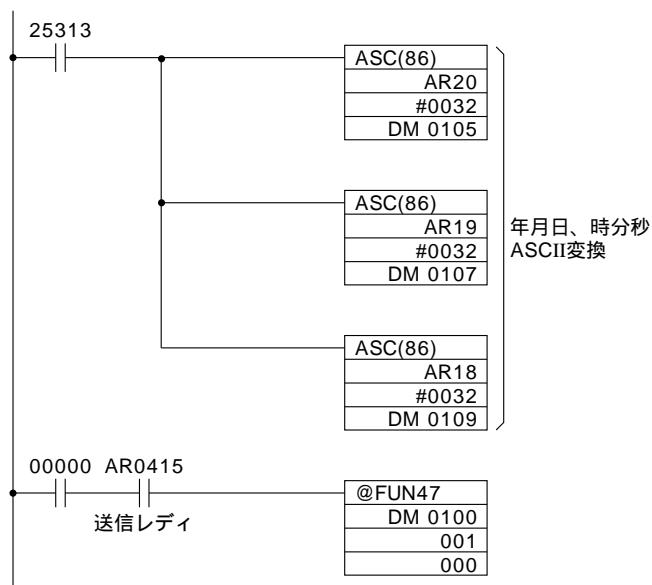 25313
ASC(86)
AR20
#0032
DM 0105
ASC(86)
AR19
#0032
DM 0107
年月日、時分秒
ASCII変換
ASC(86)
AR18
#0032
DM 0109
00000 AR0415
送信レディ
@FUN47
DM 0100
001
000